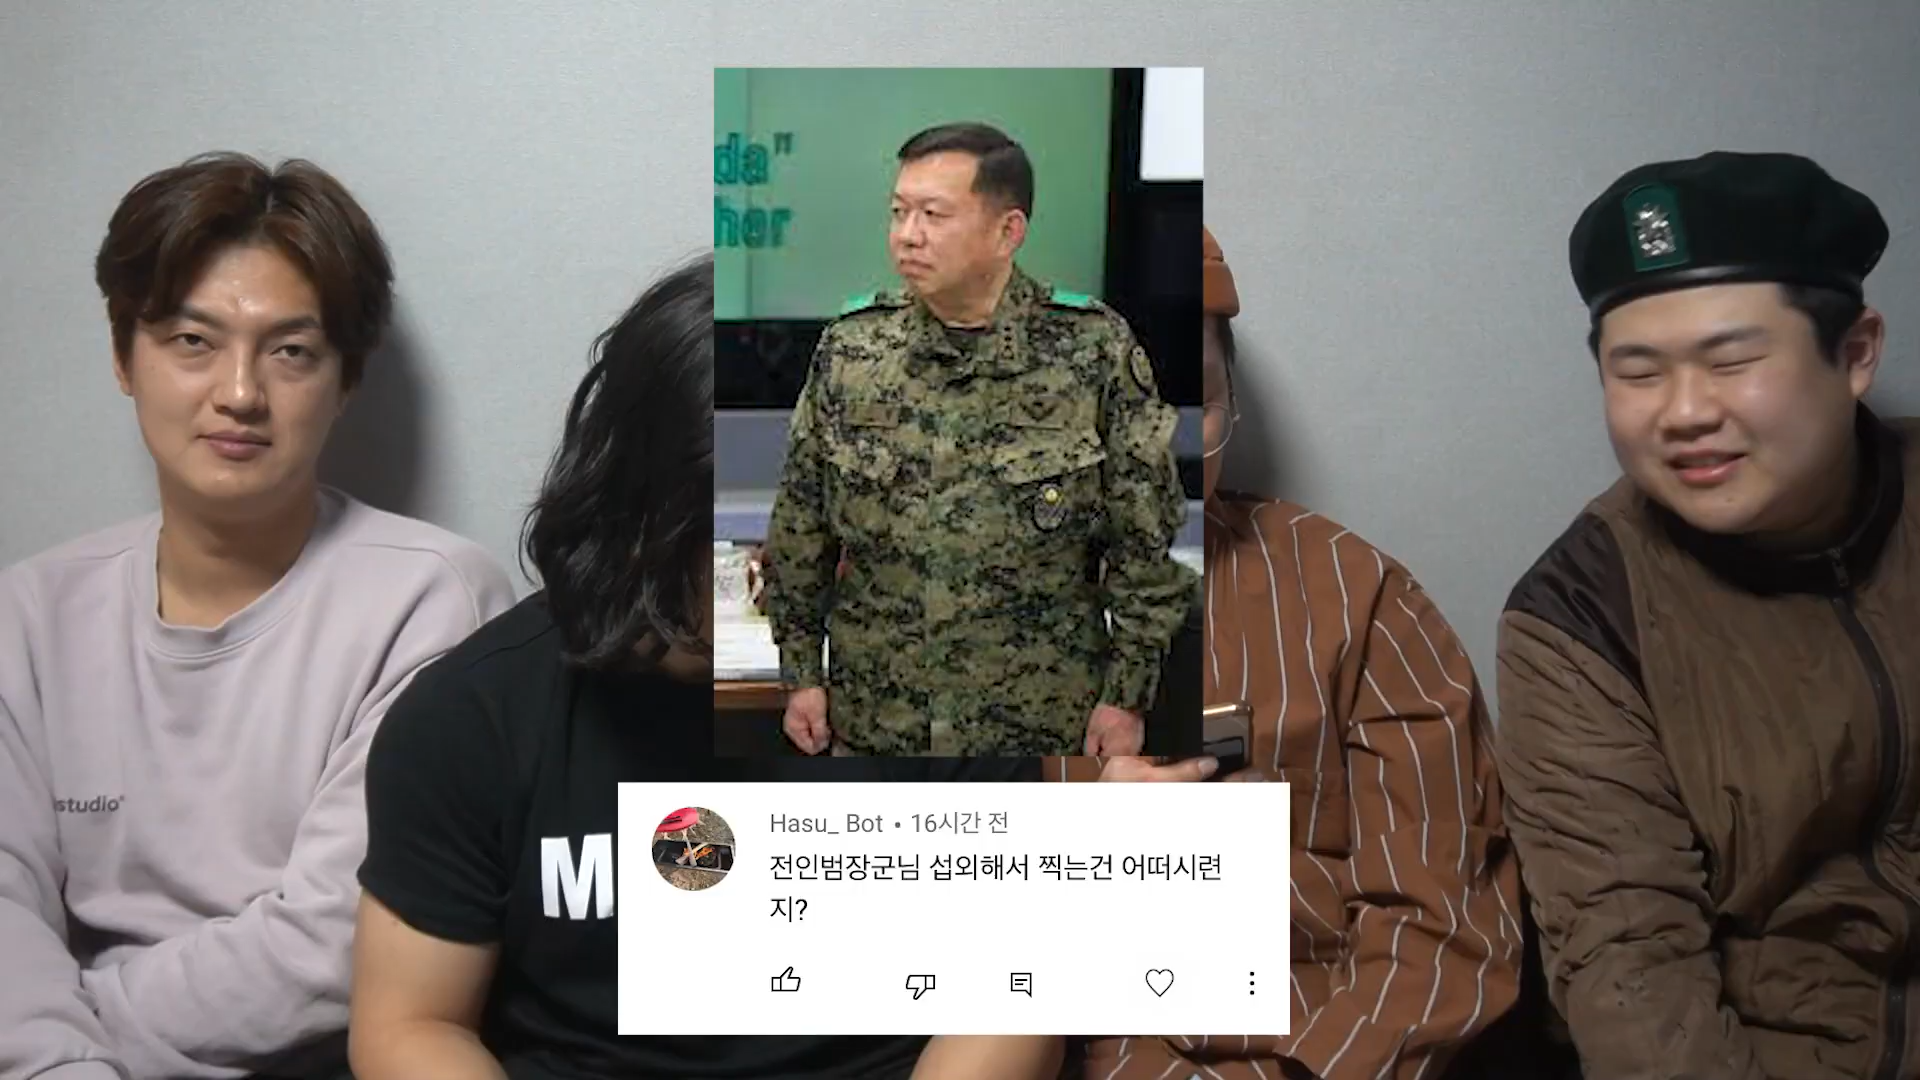 da"
her
studio
M
Hasu_ Bot • 16시간 전
전인범장군님 섭외해서 찍는건 어떠시련
지?